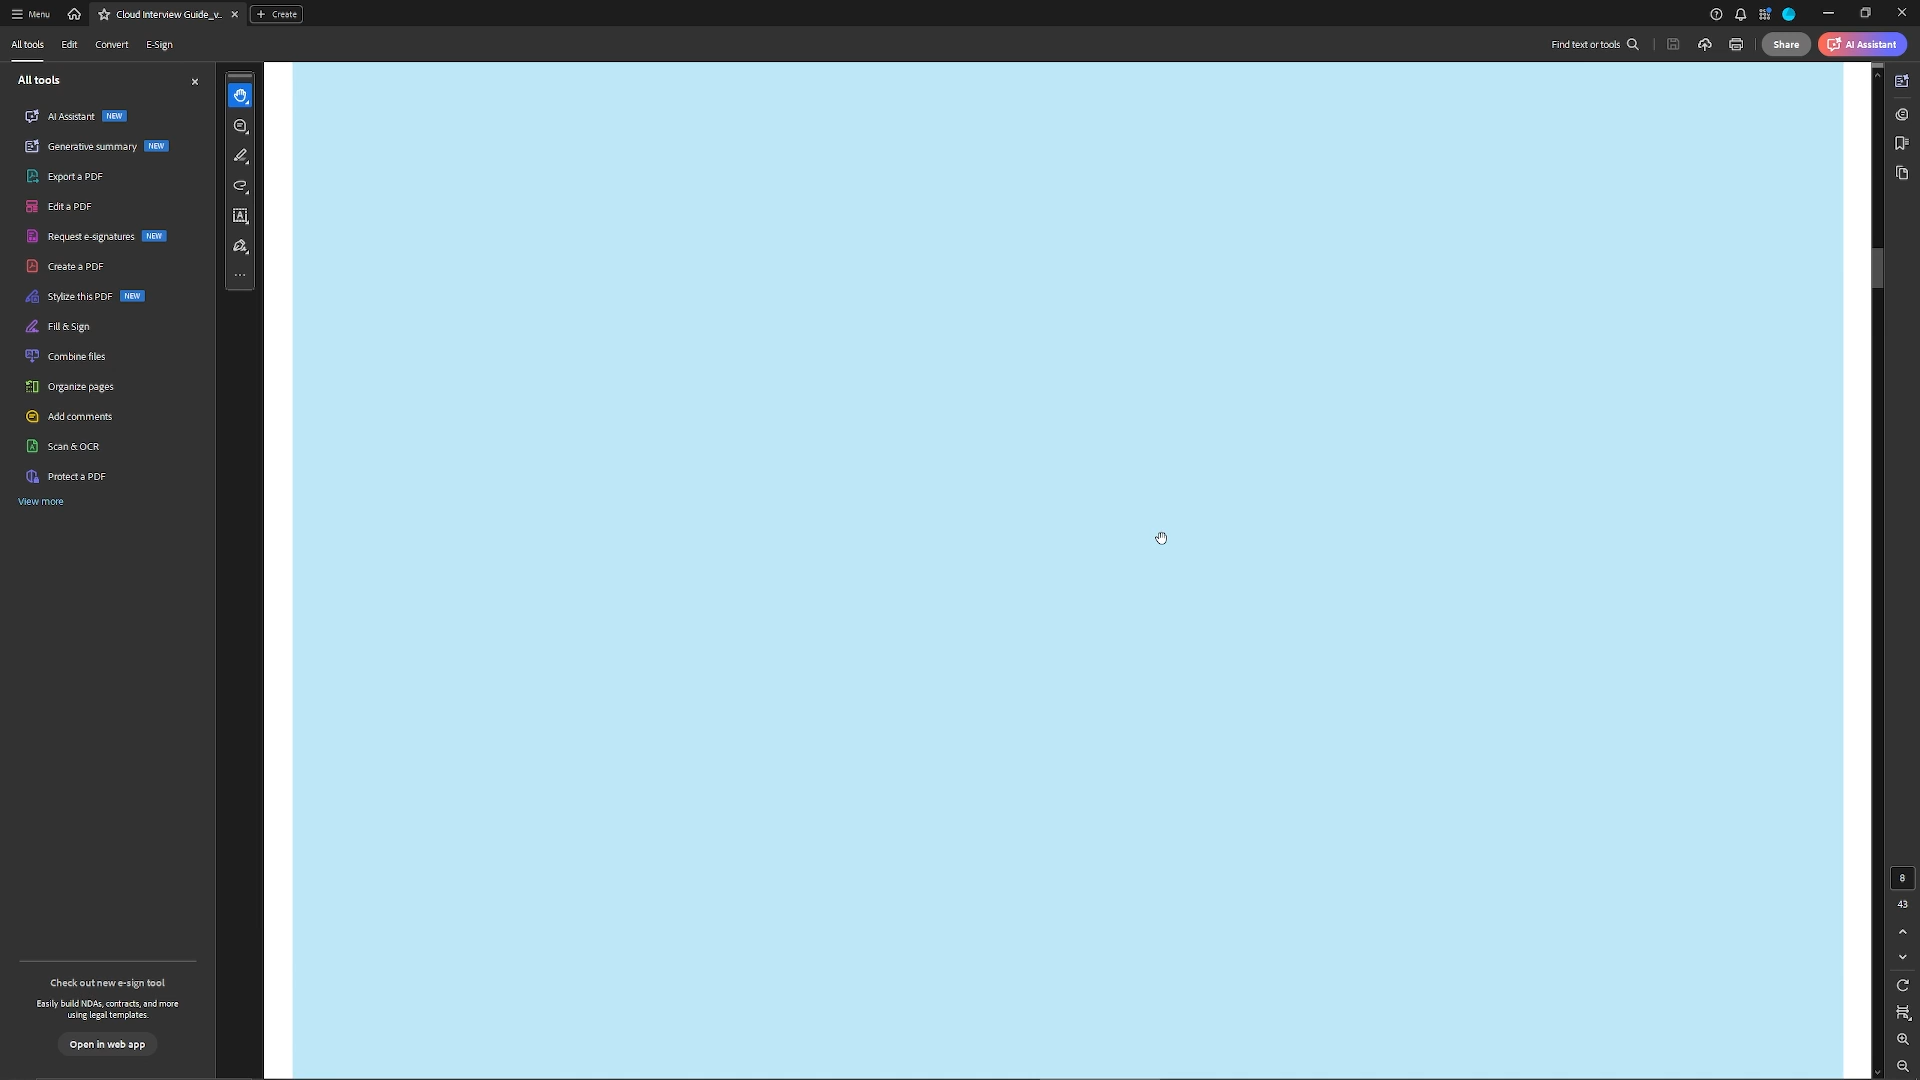 Menu
Cloud Interview Guide_v...
Create
All tools
Edit
Convert
E-Sign
Find text or tools
Share
AI Assistant
All tools
AI Assistant NEW
Generative summary NEW
Export a PDF
Edit a PDF
Request e-signatures NEW
Create a PDF
Stylize this PDF NEW
Fill & Sign
Combine files
Organize pages
Add comments
Scan & OCR
Protect a PDF
View more
8
43
Check out new e-sign tool
Easily build NDAs, contracts, and more
using legal templates.
Open in web app